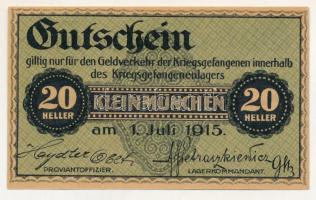 Gutschein
giltig nur für den Geldverkehr der Kriegsgefangenen innerhalb
des Kriegsgefangenenlagers
20 HELLER KLEINMÜNCHEN 20 HELLER
am 1. Juli 1915.
PROVIANTOFFIZIER. LAGERKOMMANDANT.